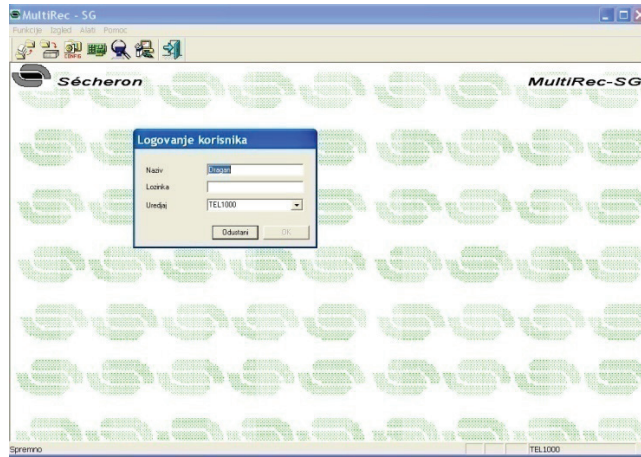 MultiRec - SG
Funkcije Izgled Alati Pomoc
CONFIG
Sécheron
MultiRec-SG
Logovanje korisnika
Naziv Dragan
Lozinka
Uredjaj TEL1000
Odustani OK
Spremno TEL1000